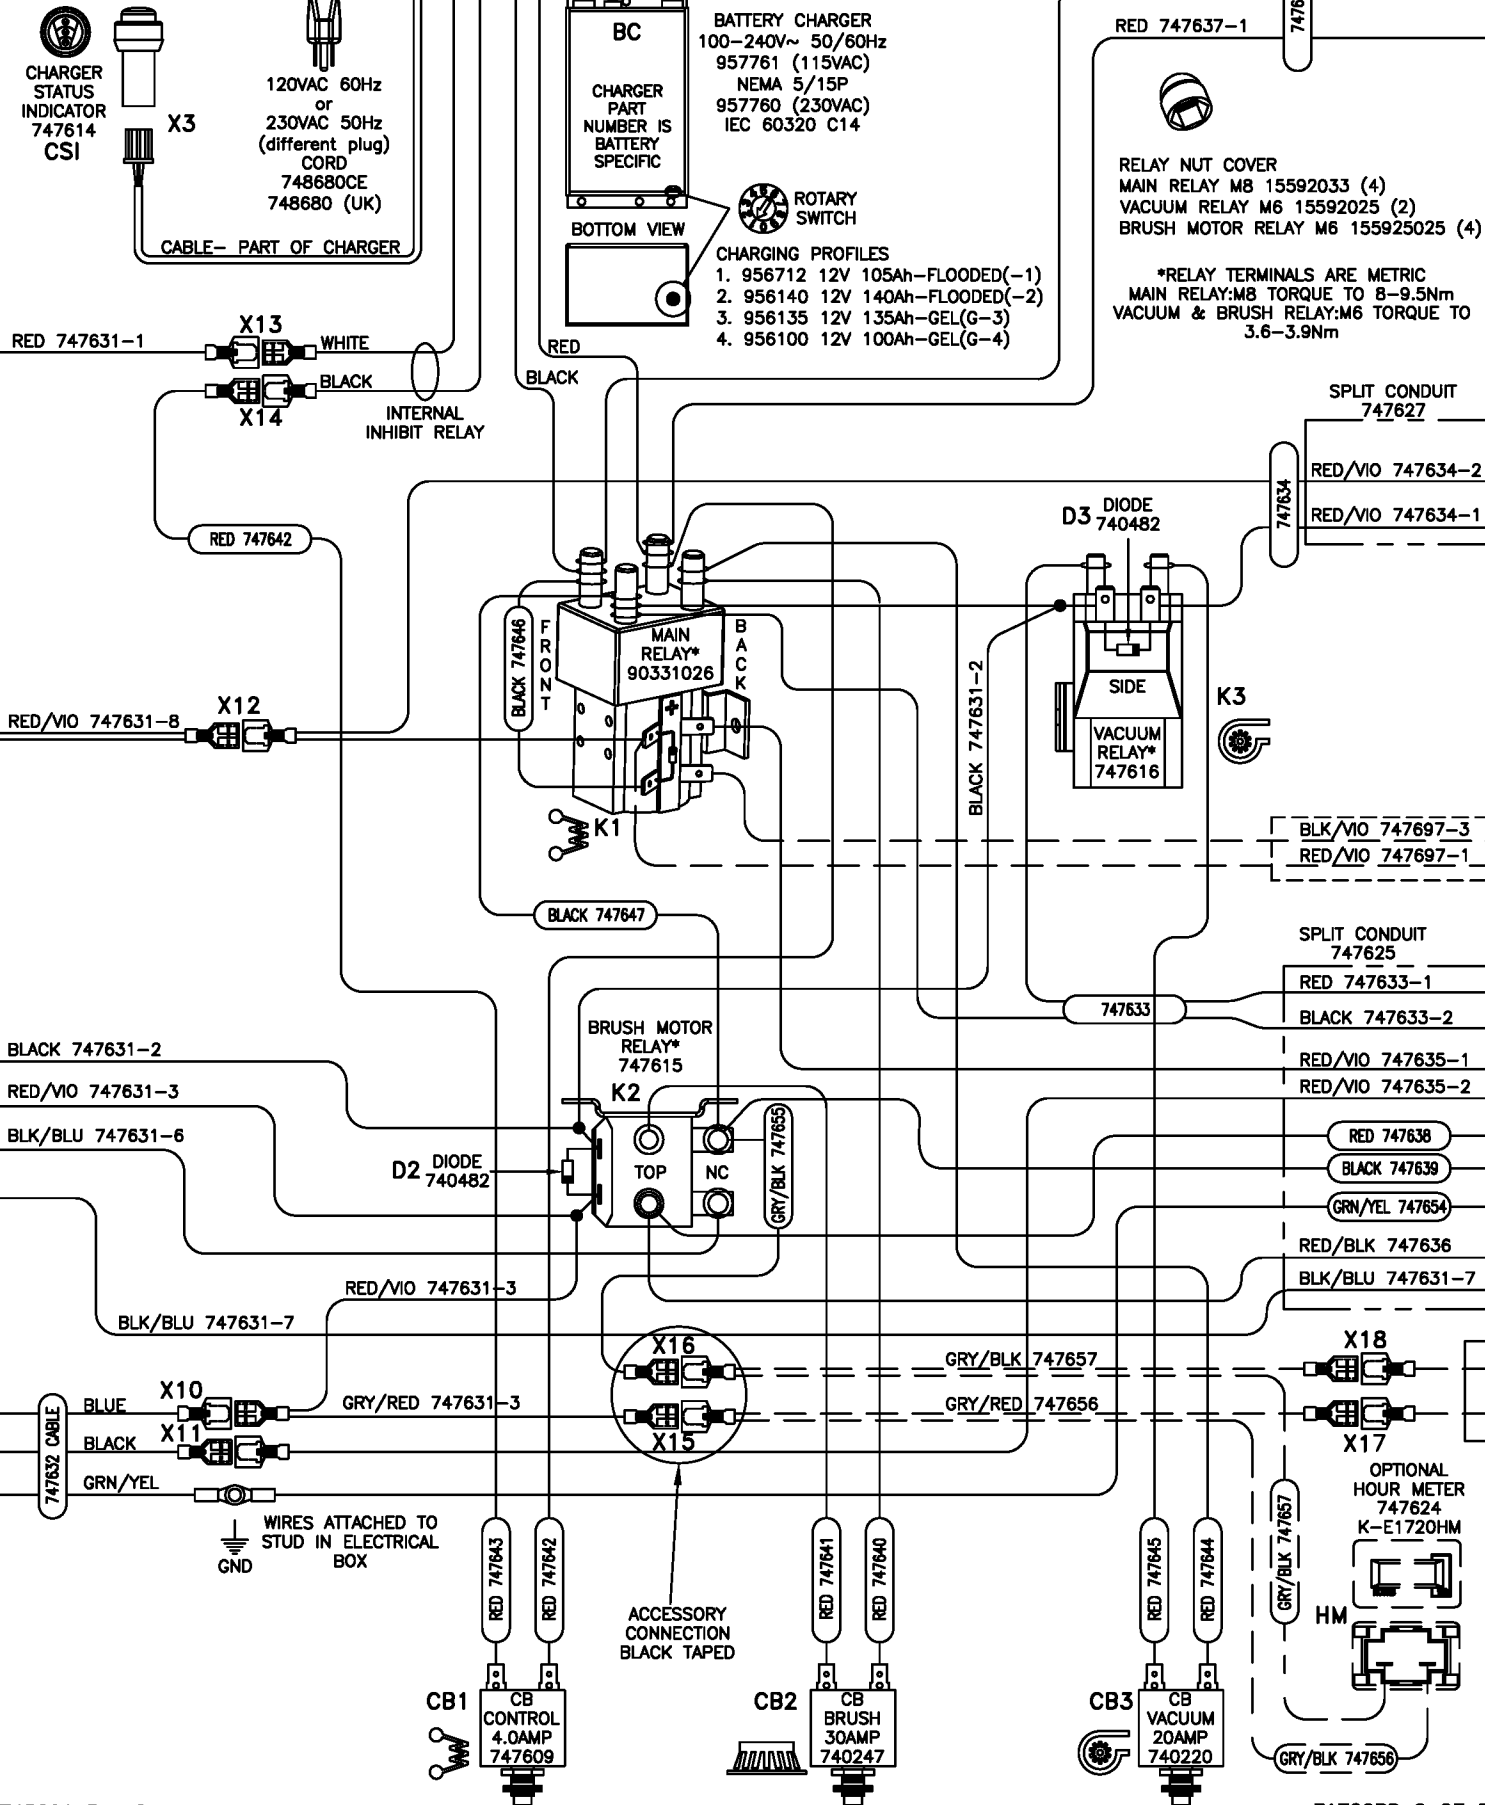 BC
CHARGER
PART
NUMBER IS
BATTERY
SPECIFIC
BATTERY CHARGER
100-240V~ 50/60Hz
957761 (115VAC)
NEMA 5/15P
957760 (230VAC)
IEC 60320 C14
RED 747637-1
CHARGER
STATUS
INDICATOR
747614
CSI
X3
120VAC 60Hz
or
230VAC 50Hz
(different plug)
CORD
748680CE
748680 (UK)
CABLE- PART OF CHARGER
BOTTOM VIEW
ROTARY
SWITCH
CHARGING PROFILES
1. 956712 12V 105Ah-FLOODED(-1)
2. 956140 12V 140Ah-FLOODED(-2)
3. 956135 12V 135Ah-GEL(G-3)
4. 956100 12V 100Ah-GEL(G-4)
RELAY NUT COVER
MAIN RELAY M8 15592033 (4)
VACUUM RELAY M6 15592025 (2)
BRUSH MOTOR RELAY M6 155925025 (4)
*RELAY TERMINALS ARE METRIC
MAIN RELAY:M8 TORQUE TO 8-9.5Nm
VACUUM & BRUSH RELAY:M6 TORQUE TO
3.6-3.9Nm
RED 747631-1
X13
WHITE
BLACK
X14
INTERNAL
INHIBIT RELAY
RED
BLACK
SPLIT CONDUIT
747627
RED/VIO 747634-2
RED/VIO 747634-1
747634
RED 747642
D3
DIODE
740482
BLACK 747646
FRONT
MAIN
RELAY*
90331026
BACK
+
K1
BLACK 747631-2
SIDE
VACUUM
RELAY*
747616
K3
RED/VIO 747631-8
X12
BLK/VIO 747697-3
RED/VIO 747697-1
BLACK 747647
SPLIT CONDUIT
747625
RED 747633-1
747633
BLACK 747633-2
RED/VIO 747635-1
RED/VIO 747635-2
RED 747638
BLACK 747639
GRN/YEL 747654
RED/BLK 747636
BLK/BLU 747631-7
BRUSH MOTOR
RELAY*
747615
K2
BLACK 747631-2
RED/VIO 747631-3
BLK/BLU 747631-6
D2
DIODE
740482
TOP
NC
GRY/BLK 747655
RED/VIO 747631-3
BLK/BLU 747631-7
X16
X15
GRY/BLK 747657
GRY/RED 747656
X18
X17
X10
X11
747632 CABLE
BLUE
BLACK
GRN/YEL
GRY/RED 747631-3
WIRES ATTACHED TO
STUD IN ELECTRICAL
BOX
GND
ACCESSORY
CONNECTION
BLACK TAPED
OPTIONAL
HOUR METER
747624
K-E1720HM
HM
GRY/BLK 747657
GRY/BLK 747656
RED 747643
RED 747642
RED 747641
RED 747640
RED 747645
RED 747644
CB1
CB
CONTROL
4.0AMP
747609
CB2
CB
BRUSH
30AMP
740247
CB3
CB
VACUUM
20AMP
740220